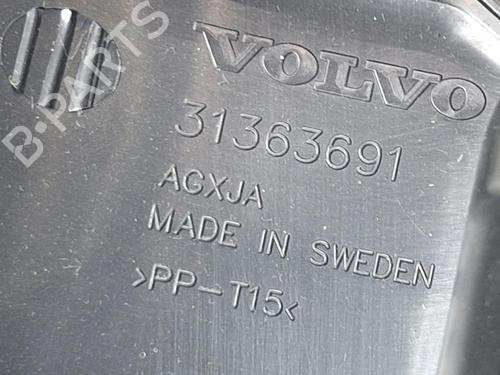 VOLVO
31363691
AGXJA
MADE IN SWEDEN
>PP-T15<
B-PARTS